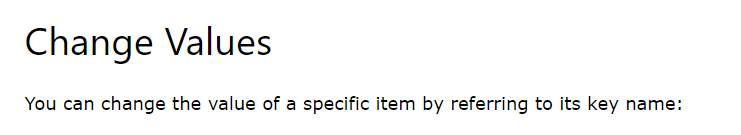 Change Values
You can change the value of a specific item by referring to its key name: